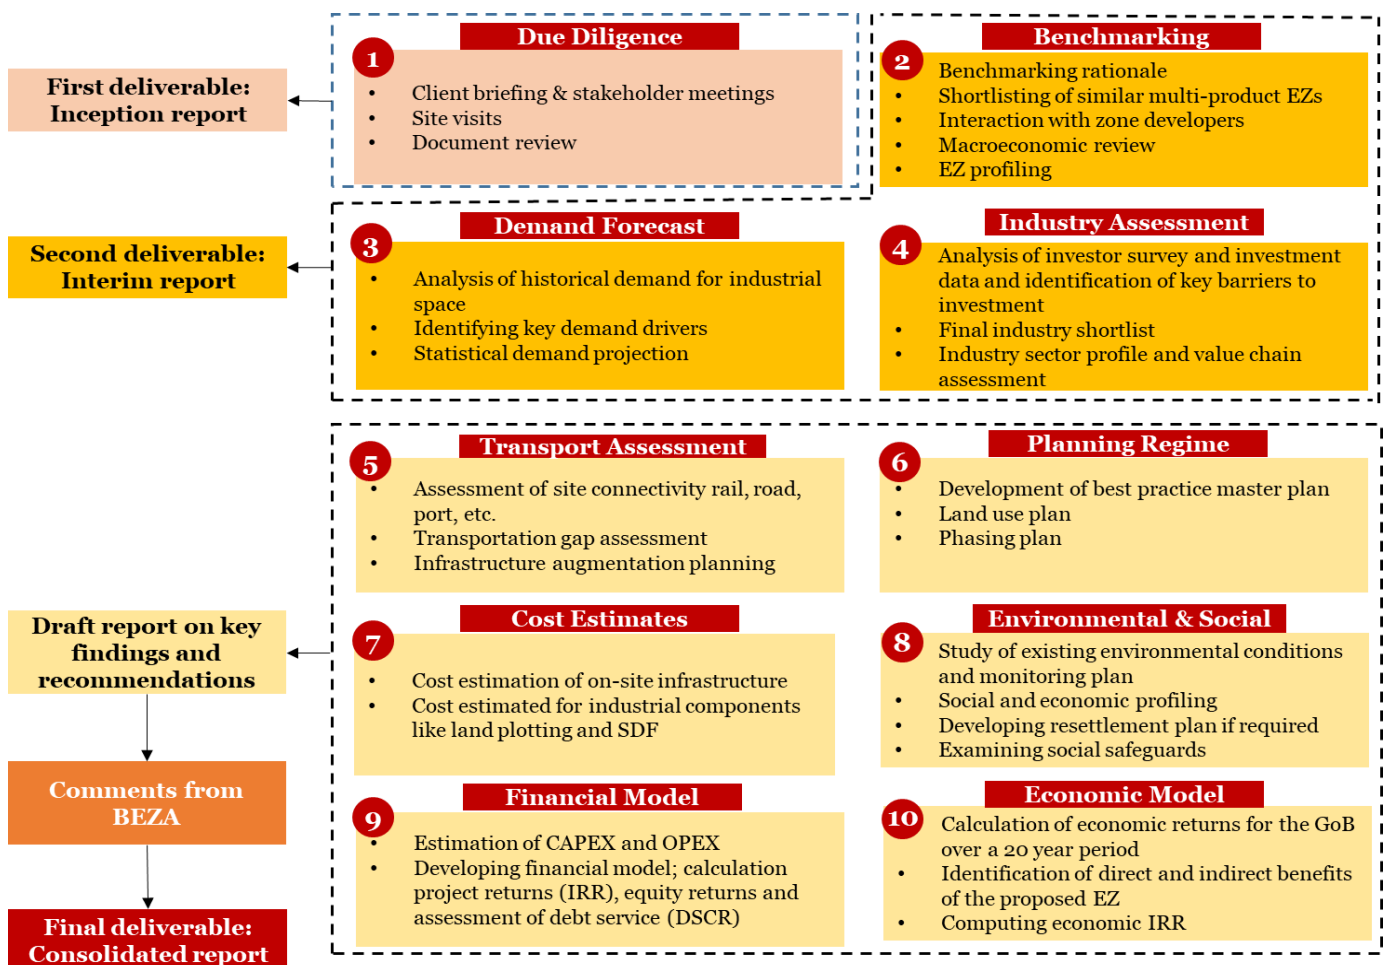 Due Diligence
1
• Client briefing & stakeholder meetings
• Site visits
• Document review
First deliverable:
Inception report
Benchmarking
2
• Benchmarking rationale
• Shortlisting of similar multi-product EZs
• Interaction with zone developers
• Macroeconomic review
• EZ profiling
Second deliverable:
Interim report
Demand Forecast
3
• Analysis of historical demand for industrial
space
• Identifying key demand drivers
• Statistical demand projection
Industry Assessment
4
• Analysis of investor survey and investment
data and identification of key barriers to
investment
• Final industry shortlist
• Industry sector profile and value chain
assessment
Transport Assessment
5
• Assessment of site connectivity rail, road,
port, etc.
• Transportation gap assessment
• Infrastructure augmentation planning
Planning Regime
6
• Development of best practice master plan
• Land use plan
• Phasing plan
Draft report on key
findings and
recommendations
Cost Estimates
7
• Cost estimation of on-site infrastructure
• Cost estimated for industrial components
like land plotting and SDF
Environmental & Social
8
• Study of existing environmental conditions
and monitoring plan
• Social and economic profiling
• Developing resettlement plan if required
• Examining social safeguards
Comments from
BEZA
Financial Model
9
• Estimation of CAPEX and OPEX
• Developing financial model; calculation
project returns (IRR), equity returns and
assessment of debt service (DSCR)
Economic Model
10
• Calculation of economic returns for the GoB
over a 20 year period
• Identification of direct and indirect benefits
of the proposed EZ
• Computing economic IRR
Final deliverable:
Consolidated report